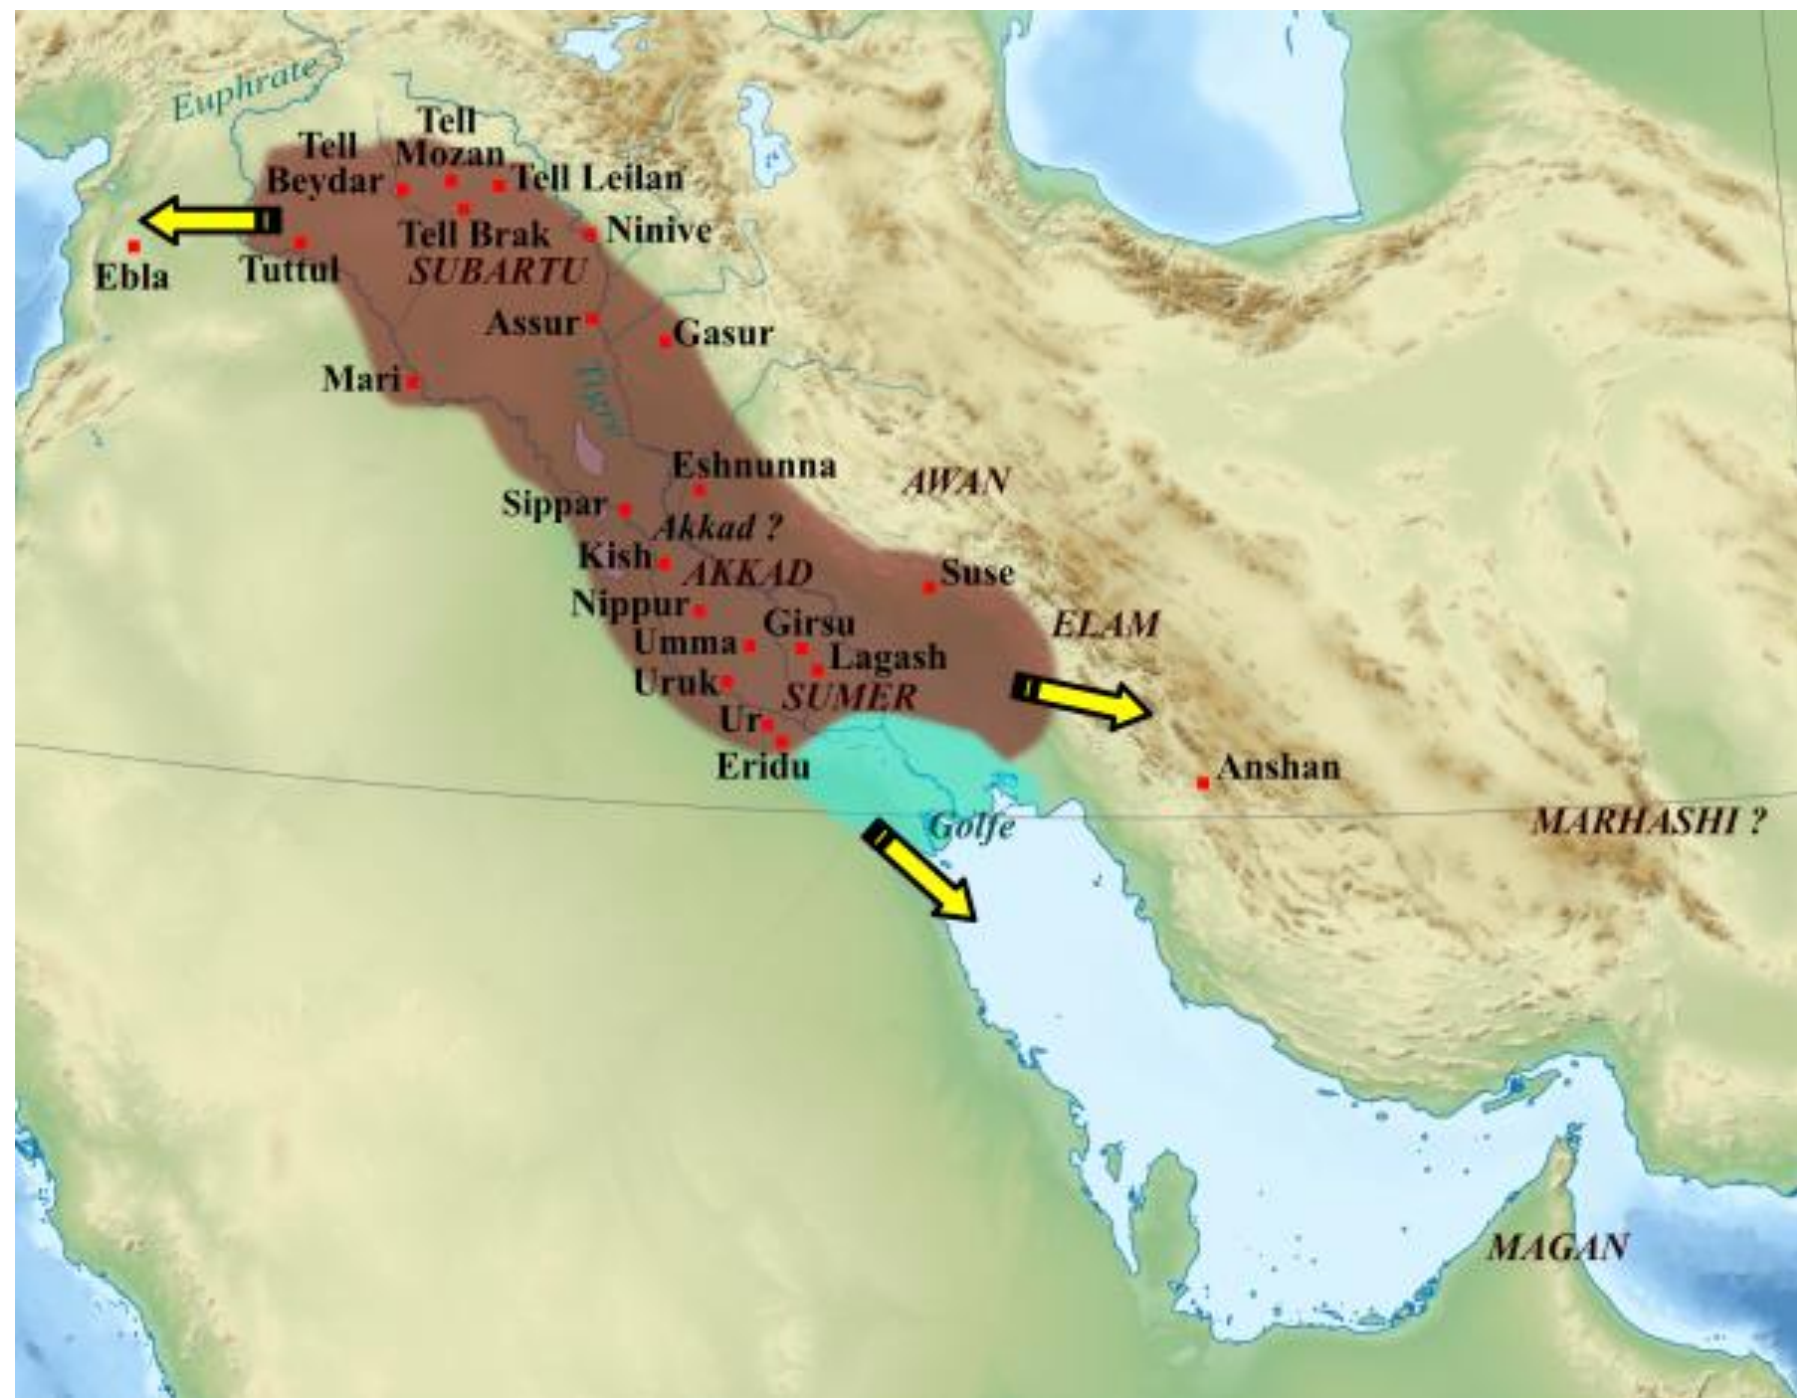 Euphrate
Tell
Mozan
Tell
Beydar
Tell Leilan
Tell Brak
Ninive
SUBARTU
Ebla
Tuttul
Assur
Gasur
Mari
Tigre
Eshnunna
AWAN
Sippar
Akkad ?
Kish
AKKAD
Suse
Nippur
Girsu
ELAM
Umma
Lagash
Uruk
SUMER
Ur
Eridu
Anshan
Golfe
MARHASHI ?
MAGAN